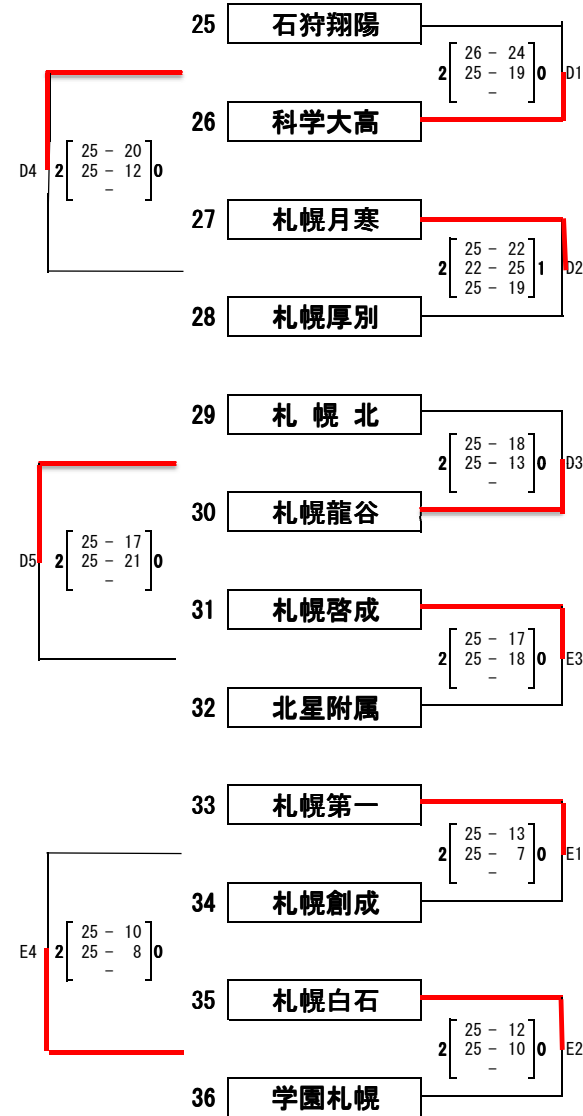 25 石狩翔陽
2 26 － 24 0 D1
25 － 19
－
26 科学大高
D4 2 25 － 20 0
25 － 12
－
27 札幌月寒
25 － 22
2 22 － 25 1 D2
25 － 19
28 札幌厚別
29 札 幌 北
25 － 18
2 25 － 13 0 D3
－
30 札幌龍谷
25 － 17
D5 2 25 － 21 0
－
31 札幌啓成
25 － 17
2 25 － 18 0 E3
－
32 北星附属
33 札幌第一
25 － 13
2 25 － 7 0 E1
－
34 札幌創成
25 － 10
E4 2 25 － 8 0
－
35 札幌白石
25 － 12
2 25 － 10 0 E2
－
36 学園札幌